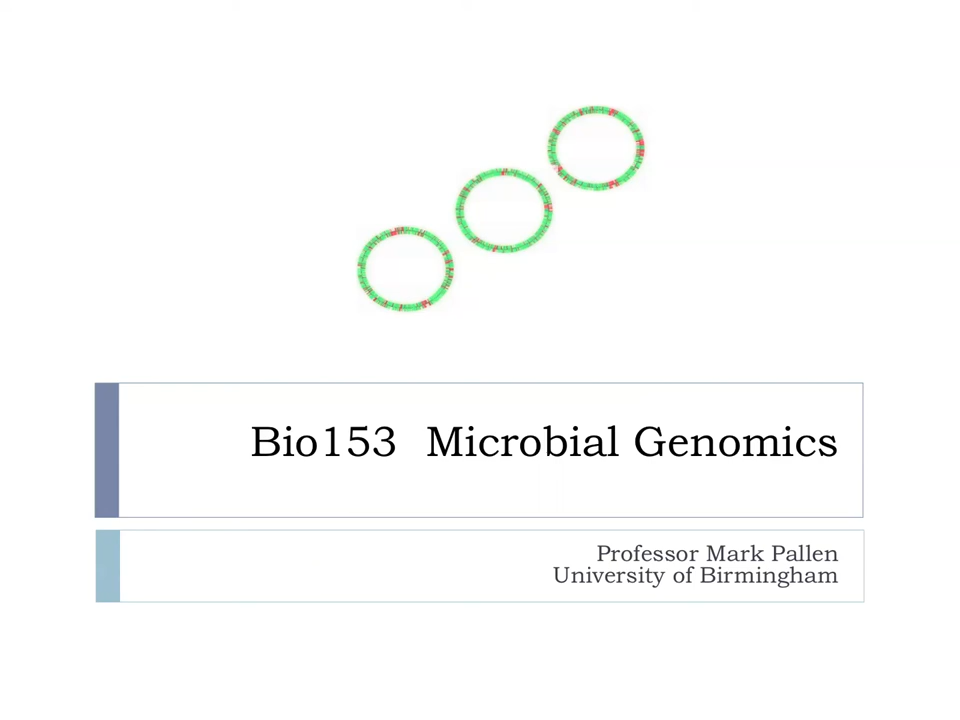 Bio153 Microbial Genomics
Professor Mark Pallen
University of Birmingham